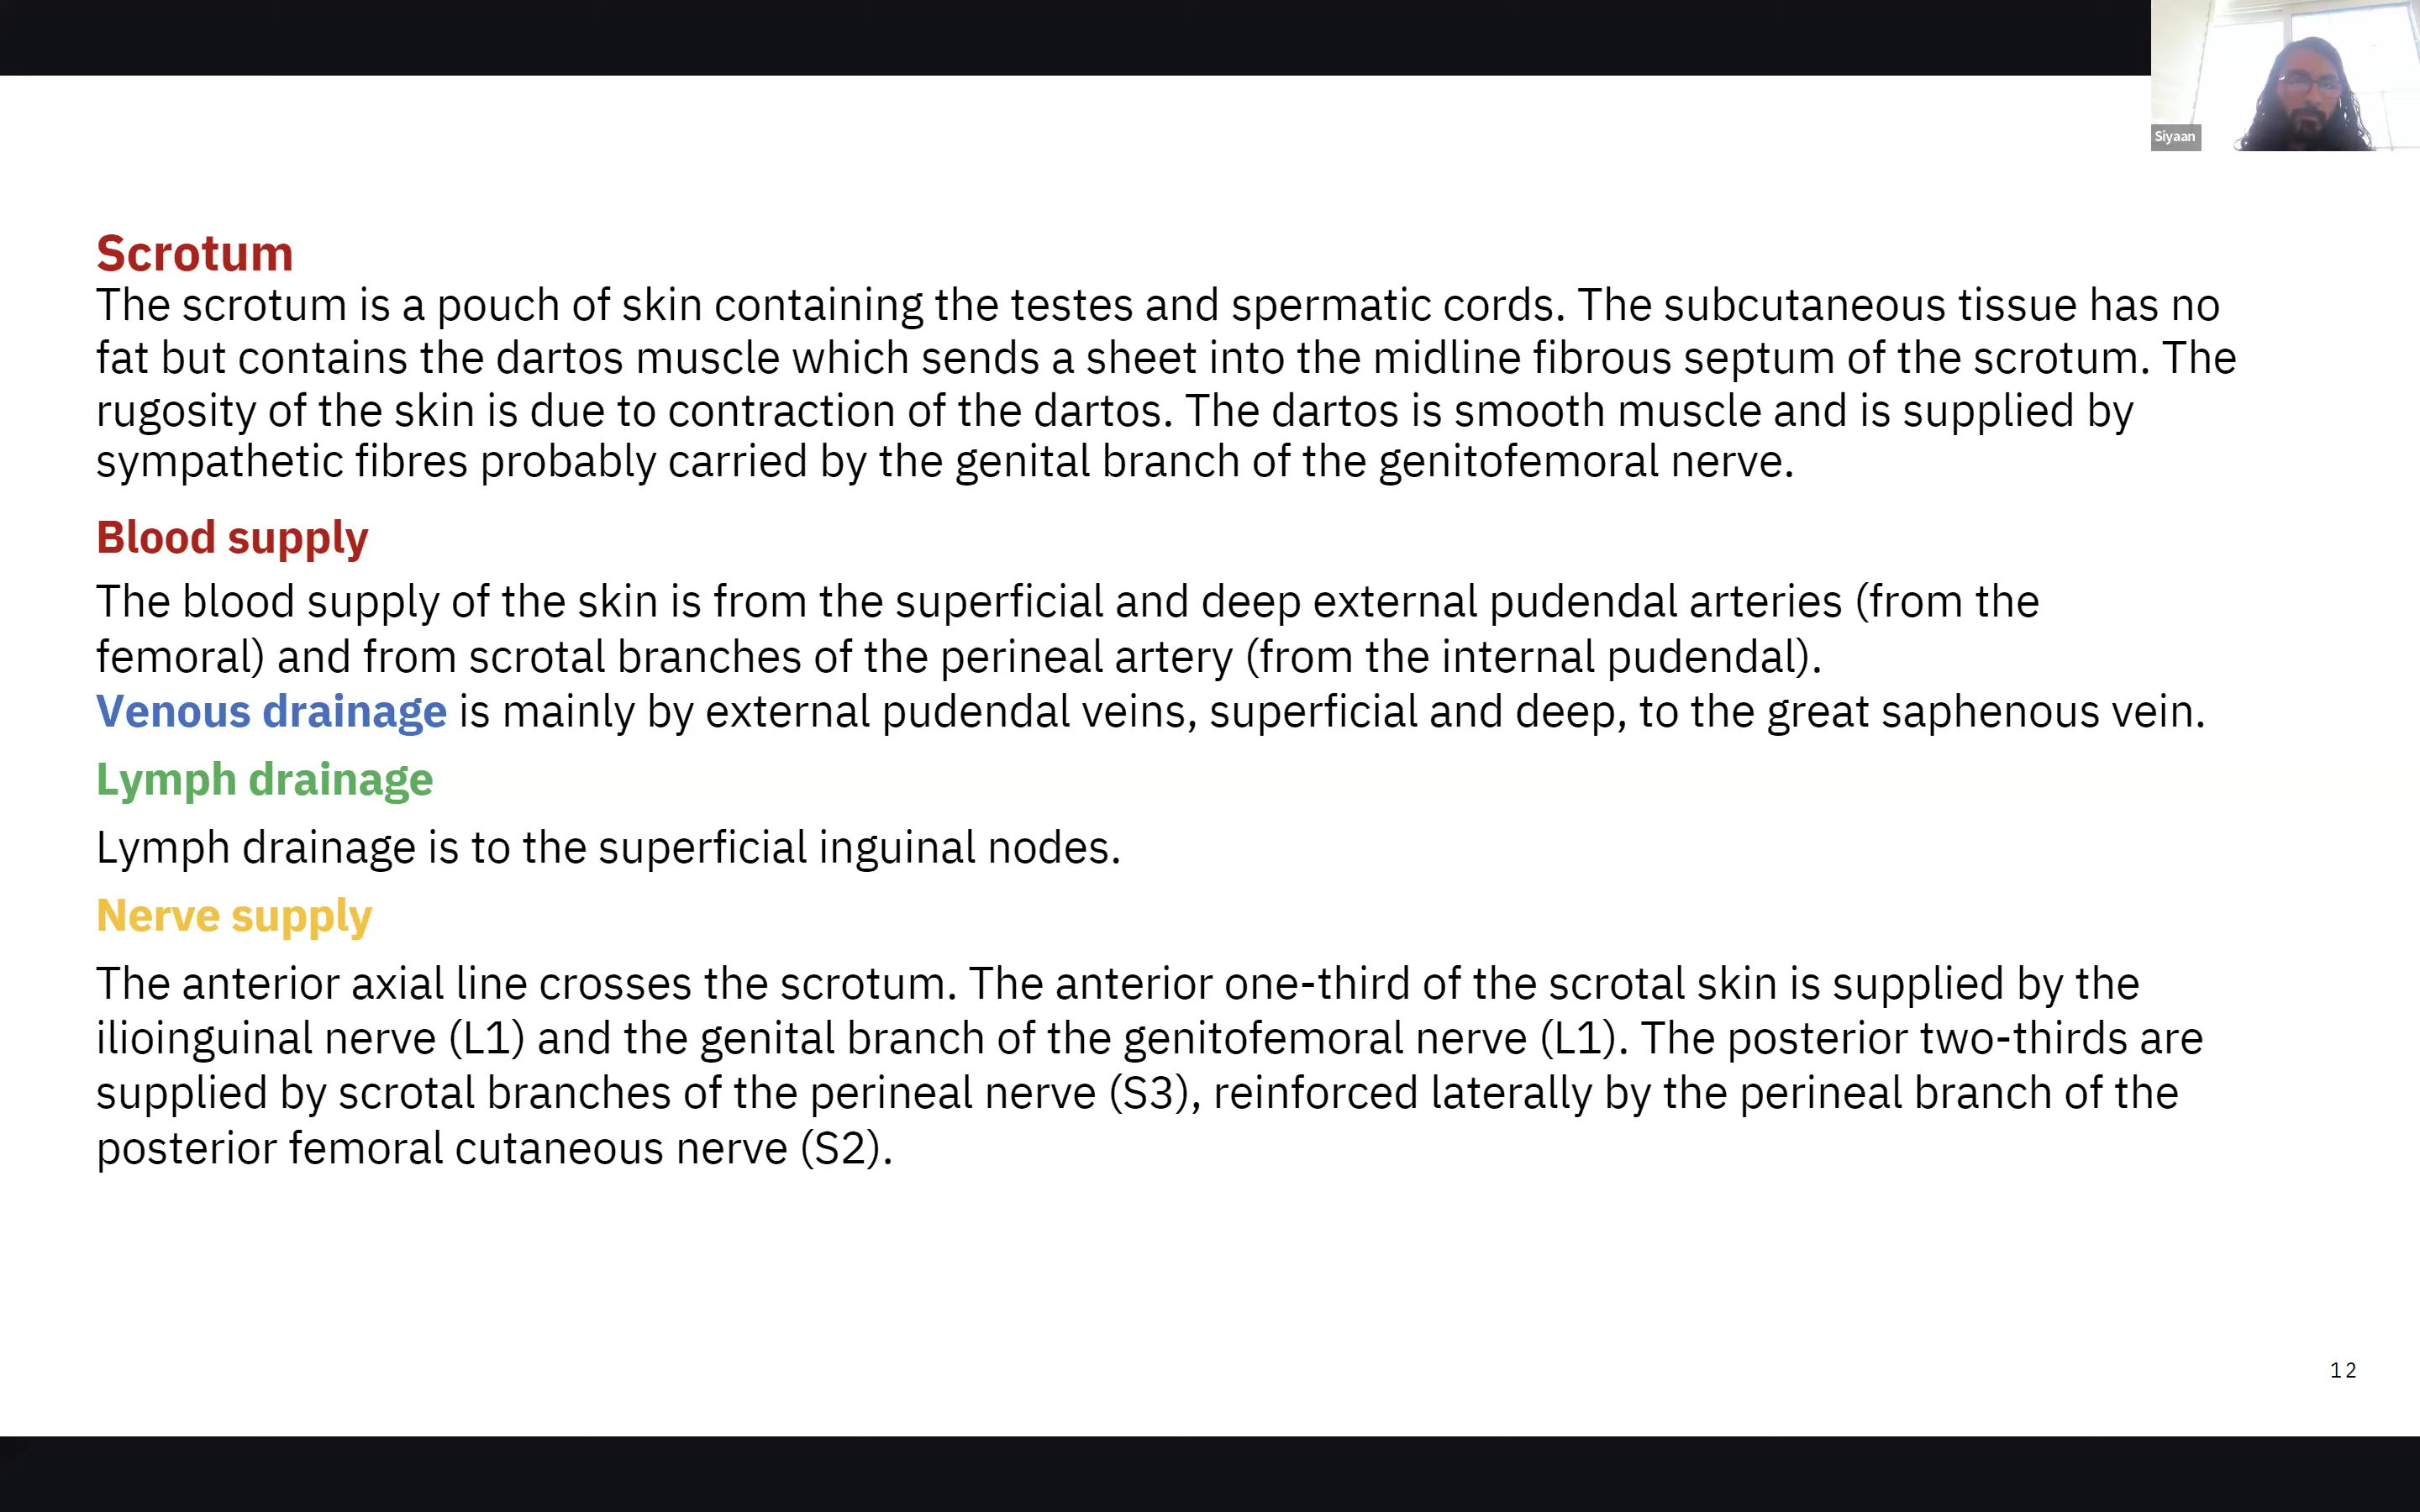 Siyaan
Scrotum
The scrotum is a pouch of skin containing the testes and spermatic cords. The subcutaneous tissue has no
fat but contains the dartos muscle which sends a sheet into the midline fibrous septum of the scrotum. The
rugosity of the skin is due to contraction of the dartos. The dartos is smooth muscle and is supplied by
sympathetic fibres probably carried by the genital branch of the genitofemoral nerve.
Blood supply
The blood supply of the skin is from the superficial and deep external pudendal arteries (from the
femoral) and from scrotal branches of the perineal artery (from the internal pudendal).
Venous drainage is mainly by external pudendal veins, superficial and deep, to the great saphenous vein.
Lymph drainage
Lymph drainage is to the superficial inguinal nodes.
Nerve supply
The anterior axial line crosses the scrotum. The anterior one-third of the scrotal skin is supplied by the
ilioinguinal nerve (L1) and the genital branch of the genitofemoral nerve (L1). The posterior two-thirds are
supplied by scrotal branches of the perineal nerve (S3), reinforced laterally by the perineal branch of the
posterior femoral cutaneous nerve (S2).
12